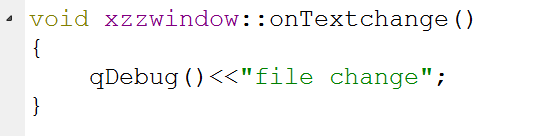 void xzzwindow::onTextchange()
{
    qDebug()<<"file change";
}